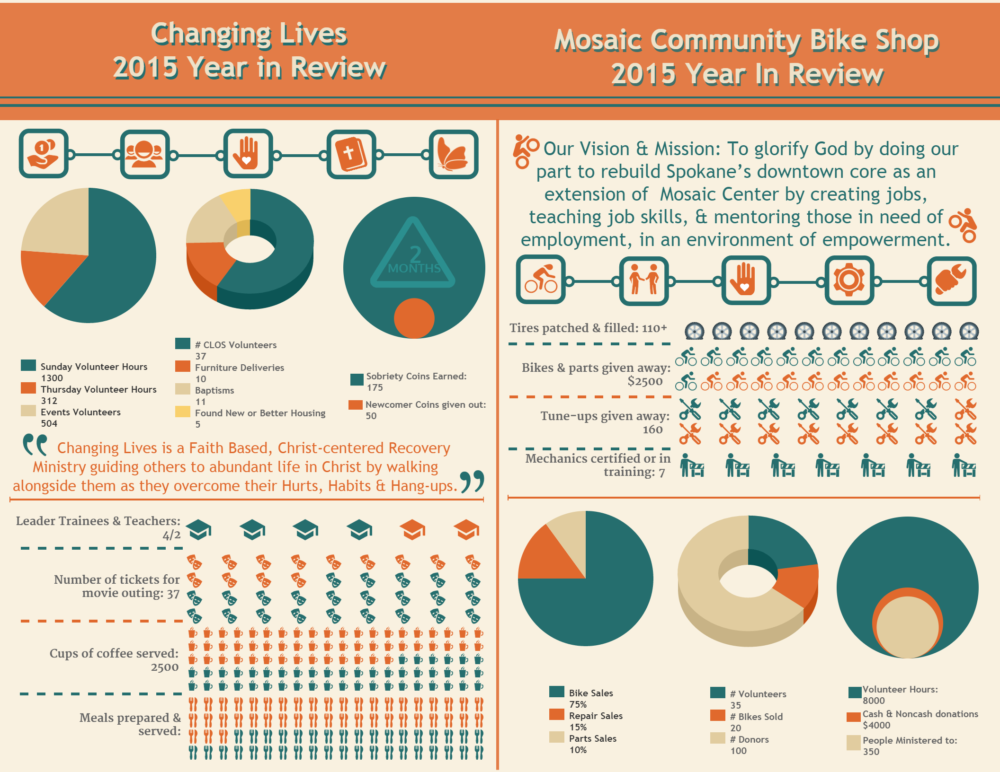 Changing Lives
2015 Year in Review
1
2
MONTHS
Sunday Volunteer Hours
1300
Thursday Volunteer Hours
312
Events Volunteers
504
# CLOS Volunteers
37
Furniture Deliveries
10
Baptisms
11
Found New or Better Housing
5
Sobriety Coins Earned:
175
Newcomer Coins given out:
50
“ Changing Lives is a Faith Based, Christ-centered Recovery
Ministry guiding others to abundant life in Christ by walking
alongside them as they overcome their Hurts, Habits & Hang-ups. ”
Leader Trainees & Teachers:
4/2
Number of tickets for
movie outing: 37
Cups of coffee served:
2500
Meals prepared &
served:
Mosaic Community Bike Shop
2015 Year In Review
Our Vision & Mission: To glorify God by doing our
part to rebuild Spokane’s downtown core as an
extension of Mosaic Center by creating jobs,
teaching job skills, & mentoring those in need of
employment, in an environment of empowerment.
Tires patched & filled: 110+
Bikes & parts given away:
$2500
Tune-ups given away:
160
Mechanics certified or in
training: 7
Bike Sales
75%
Repair Sales
15%
Parts Sales
10%
# Volunteers
35
# BIkes Sold
20
# Donors
100
Volunteer Hours:
8000
Cash & Noncash donations
$4000
People Ministered to:
350